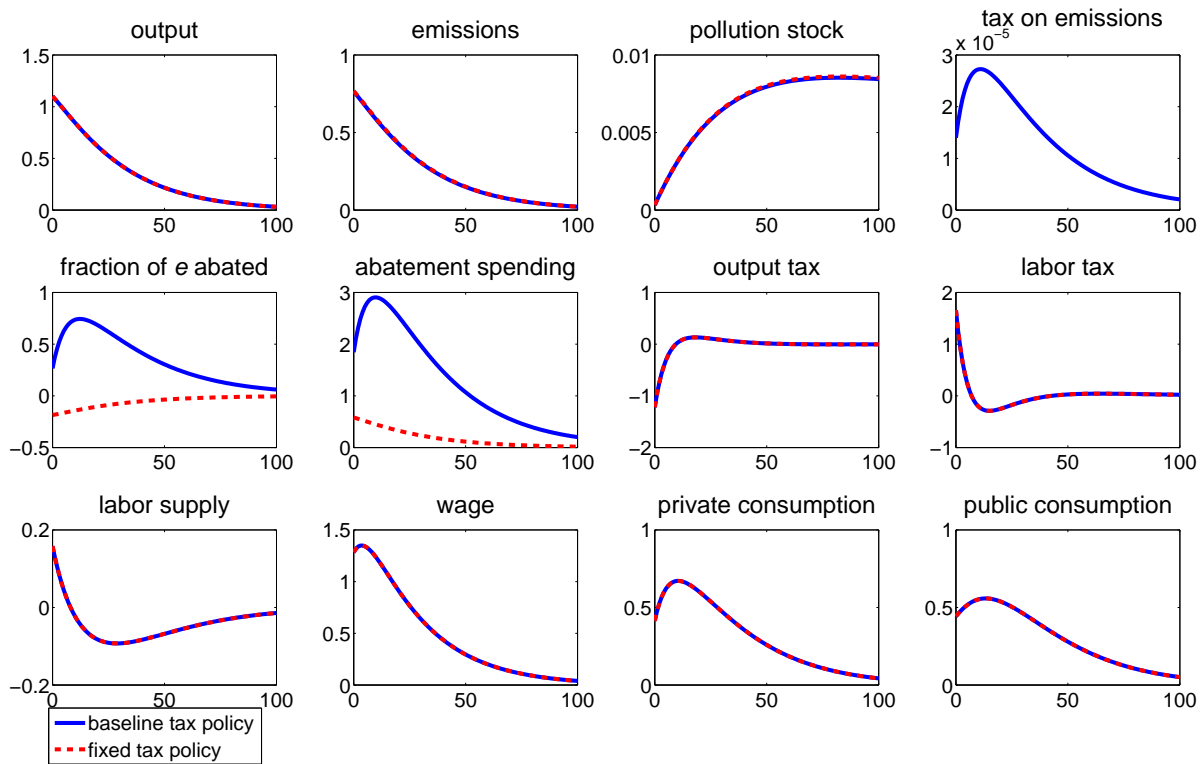 output
1.5
1
0.5
0
0 50 100
emissions
1
0.5
0
0 50 100
pollution stock
0.01
0.005
0
0 50 100
tax on emissions
x 10−5
3
2
1
0
0 50 100
fraction of e abated
1
0.5
0
−0.5
0 50 100
abatement spending
3
2
1
0
0 50 100
output tax
1
0
−1
−2
0 50 100
labor tax
2
1
0
−1
0 50 100
labor supply
0.2
0
−0.2
0 50 100
wage
1.5
1
0.5
0
0 50 100
private consumption
1
0.5
0
0 50 100
public consumption
1
0.5
0
0 50 100
baseline tax policy
fixed tax policy